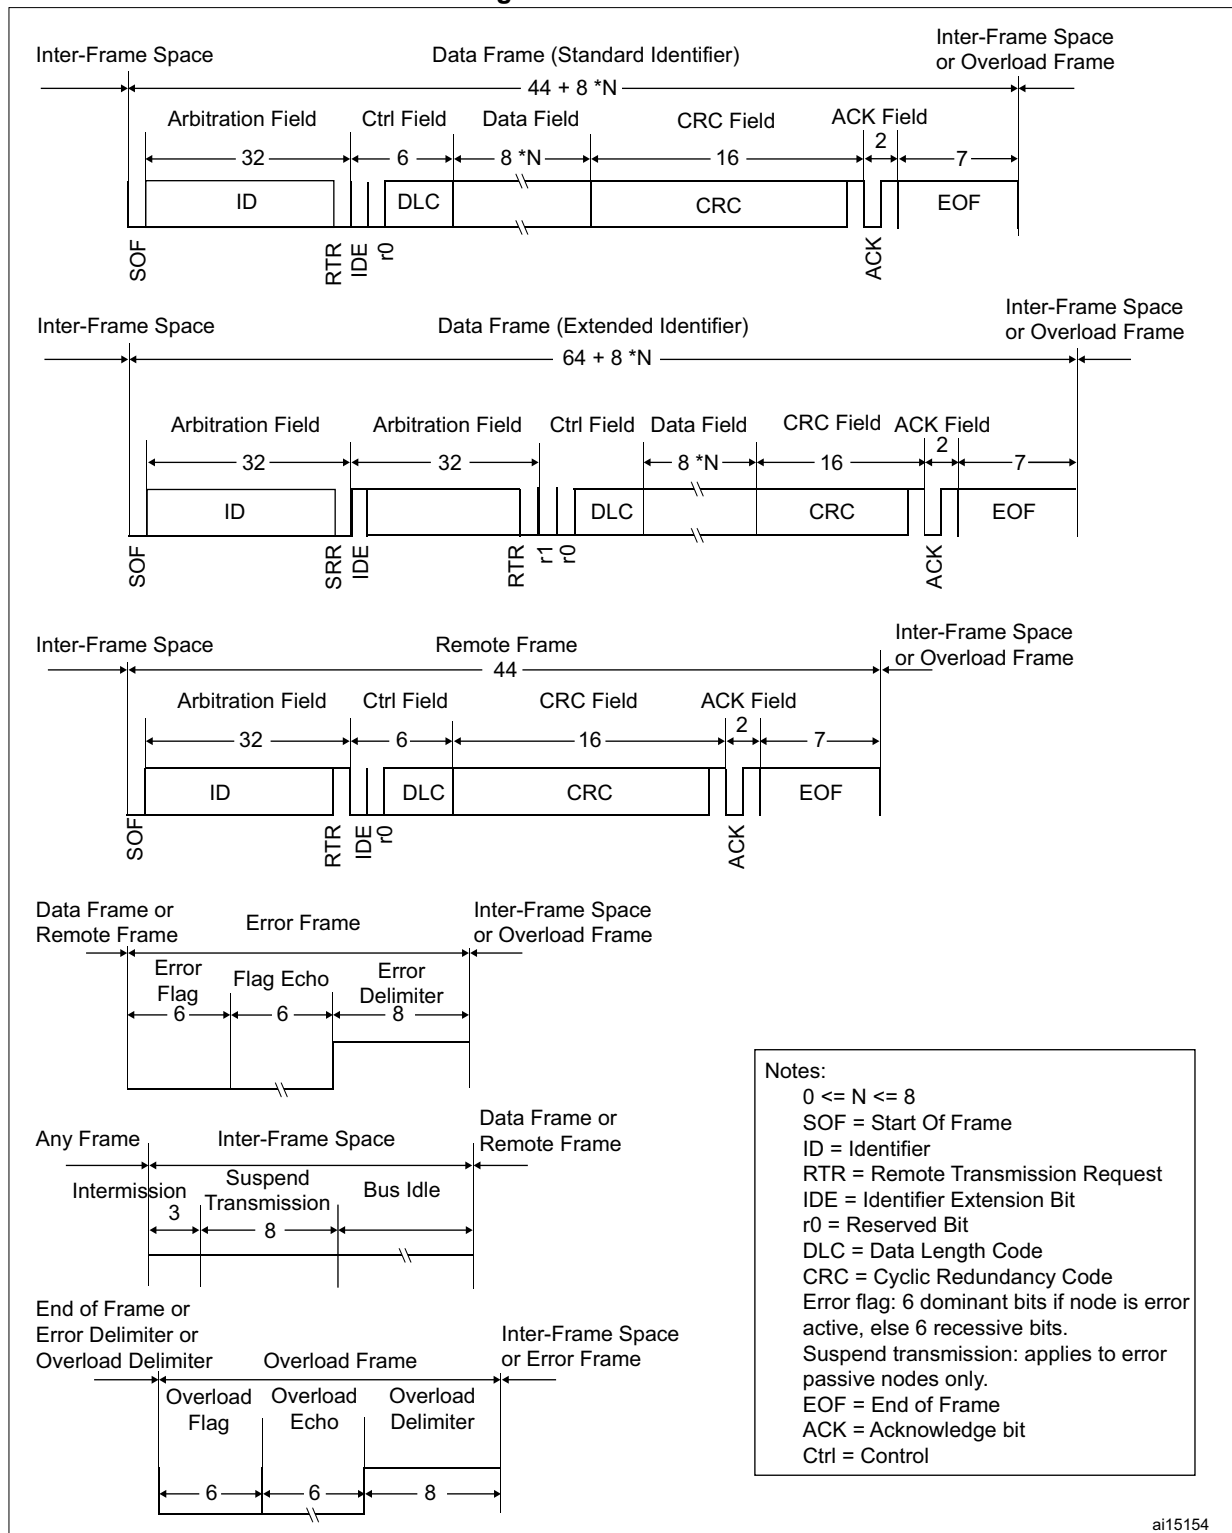 Inter-Frame Space
Data Frame (Standard Identifier)
Inter-Frame Space
or Overload Frame
44 + 8 *N
Arbitration Field
Ctrl Field
Data Field
CRC Field
ACK Field
32
6
8 *N
16
2
7
ID
DLC
CRC
EOF
SOF
RTR
IDE
r0
ACK
Inter-Frame Space
Data Frame (Extended Identifier)
Inter-Frame Space
or Overload Frame
64 + 8 *N
Arbitration Field
Arbitration Field
Ctrl Field
Data Field
CRC Field
ACK Field
32
32
8 *N
16
2
7
ID
DLC
CRC
EOF
SOF
SRR
IDE
RTR
r1
r0
ACK
Inter-Frame Space
Remote Frame
Inter-Frame Space
or Overload Frame
44
Arbitration Field
Ctrl Field
CRC Field
ACK Field
32
6
16
2
7
ID
DLC
CRC
EOF
SOF
RTR
IDE
r0
ACK
Data Frame or
Remote Frame
Error Frame
Inter-Frame Space
or Overload Frame
Error
Flag
Flag Echo
Error
Delimiter
6
6
8
Any Frame
Inter-Frame Space
Data Frame or
Remote Frame
Intermission
Suspend
Transmission
Bus Idle
3
8
End of Frame or
Error Delimiter or
Overload Delimiter
Overload Frame
Inter-Frame Space
or Error Frame
Overload
Flag
Overload
Echo
Overload
Delimiter
6
6
8
Notes:
0 <= N <= 8
SOF = Start Of Frame
ID = Identifier
RTR = Remote Transmission Request
IDE = Identifier Extension Bit
r0 = Reserved Bit
DLC = Data Length Code
CRC = Cyclic Redundancy Code
Error flag: 6 dominant bits if node is error
active, else 6 recessive bits.
Suspend transmission: applies to error
passive nodes only.
EOF = End of Frame
ACK = Acknowledge bit
Ctrl = Control
ai15154